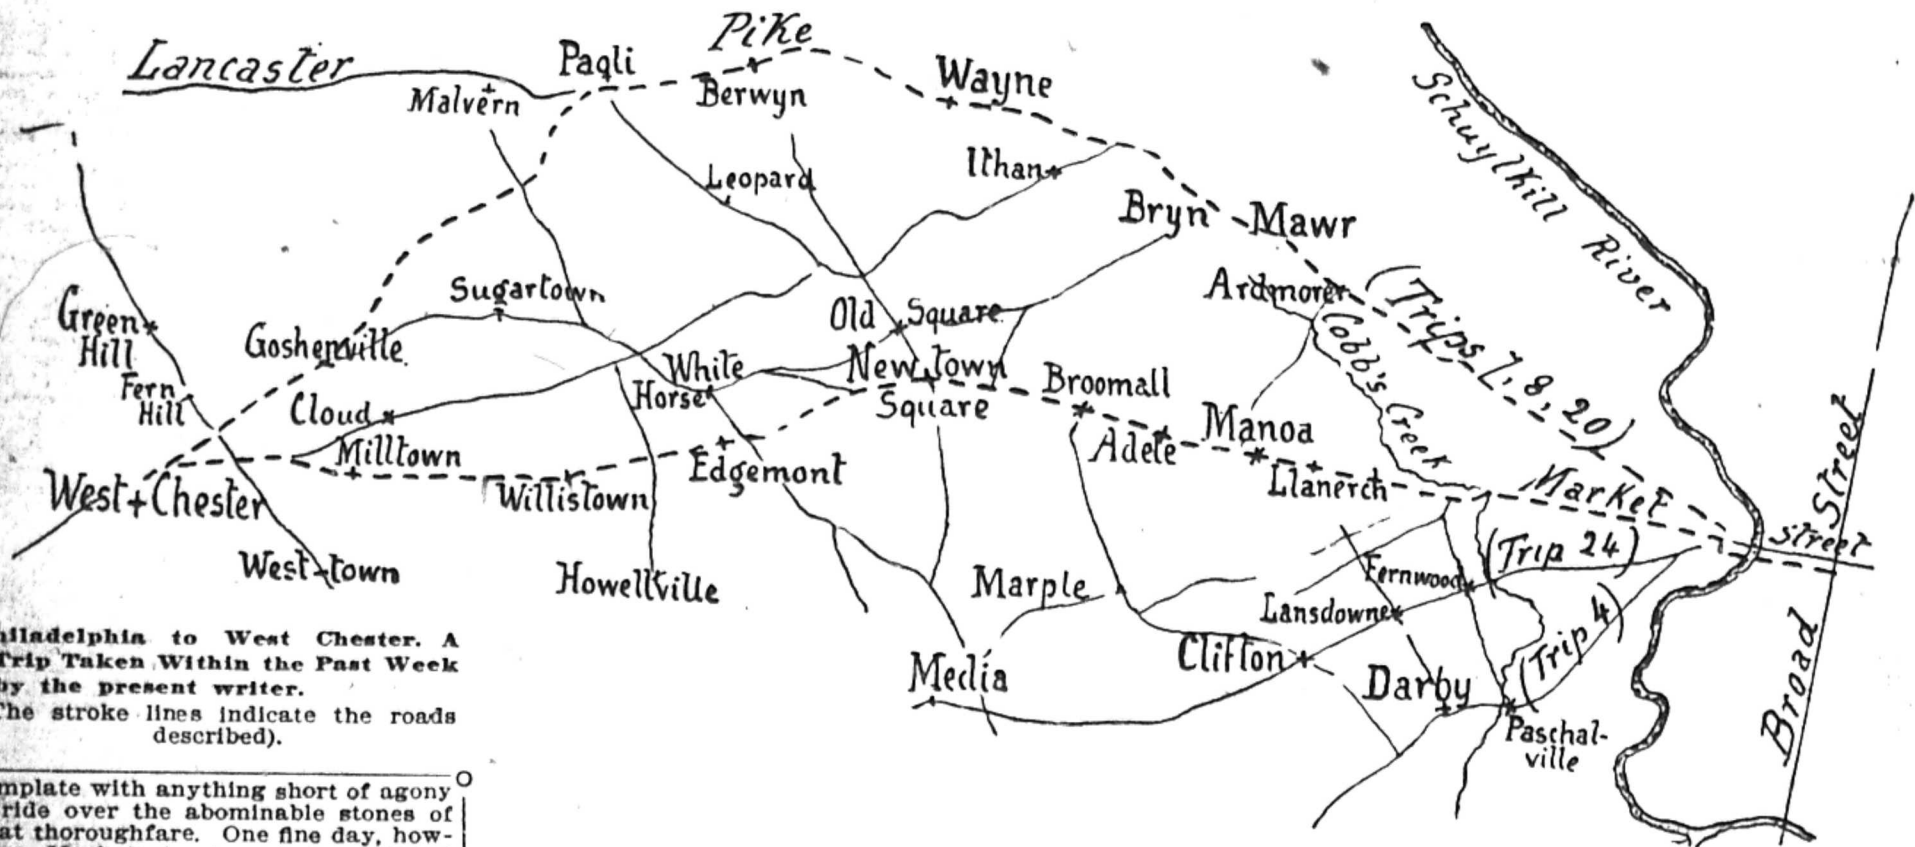 Lancaster
Pike
Paoli
Malvern
Berwyn
Wayne
Schuylkill River
Leopard
Ithan
Bryn Mawr
Ardmore
(Trips 7, 8, 20)
Cobb's Creek
Sugartown
Green
Hill
Goshenville
Old Square
Fern
Hill
White
Horse
Newtown
Square
Broomall
Cloud
Milltown
Adele
Manoa
Llanerch
Market Street
Broad Street
West Chester
Willistown
Edgemont
West-town
Howellville
Marple
Fernwood
(Trip 24)
Lansdowne
(Trip 4)
Media
Clifton
Darby
Paschal-
ville
iladelphia to West Chester. A
Trip Taken Within the Past Week
by the present writer.
The stroke lines indicate the roads
described).
mplate with anything short of agony
ride over the abominable stones of
at thoroughfare. One fine day, how-